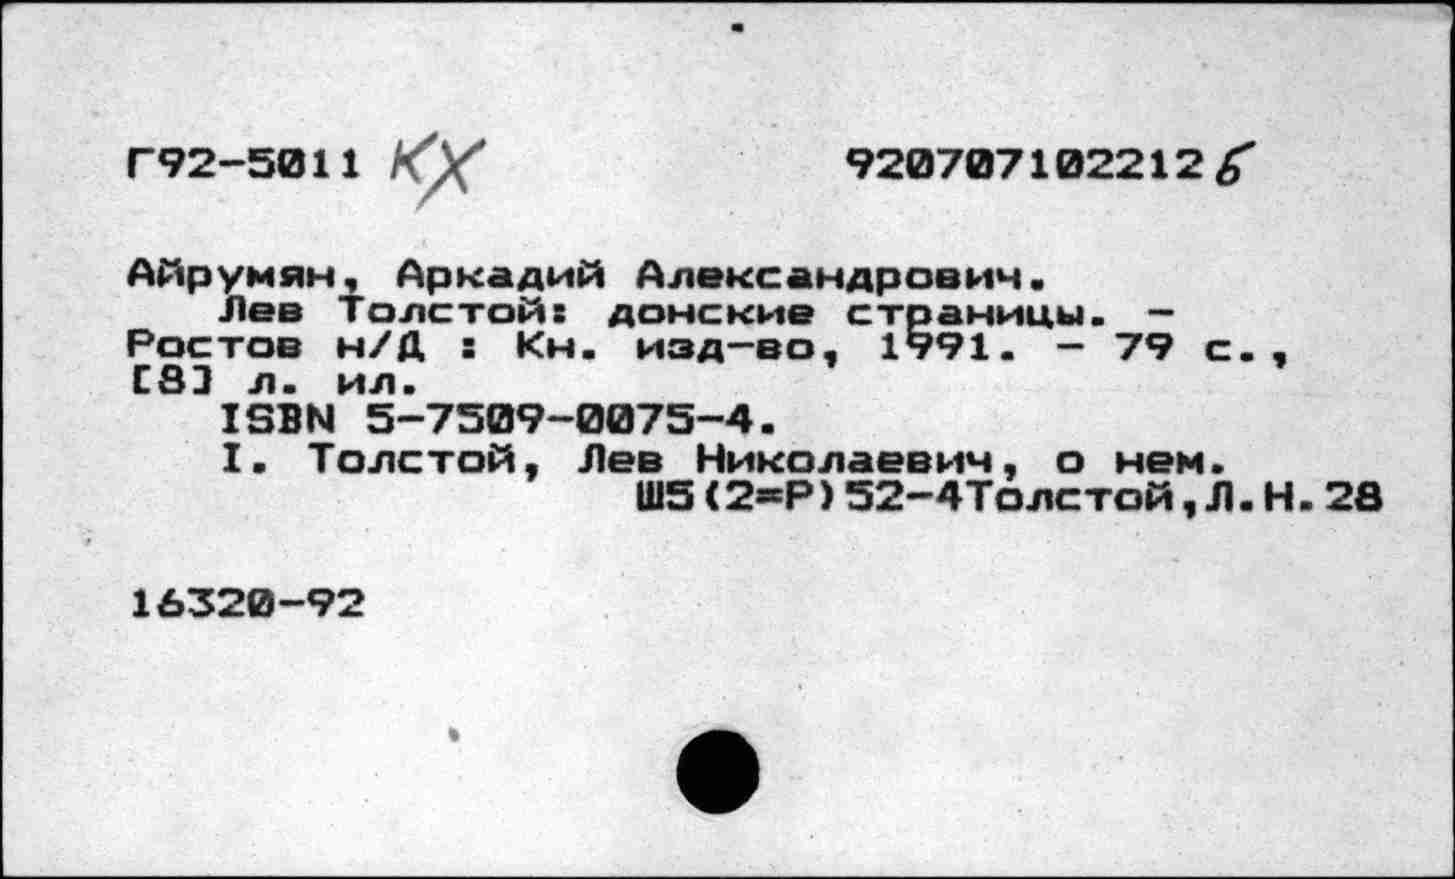 Г92-5011 КХ 920707102212 Б
Айрумян, Аркадий Александрович.
Лев Толстой: донские страницы. -
Ростов н/Д : Кн. изд-во, 1991. - 79 с.,
[8] л. ил.
ISBN 5-7509-0075-4.
I. Толстой, Лев Николаевич, о нем.
Ш5(2=Р)52-4Толстой,Л.Н.28
16320-92